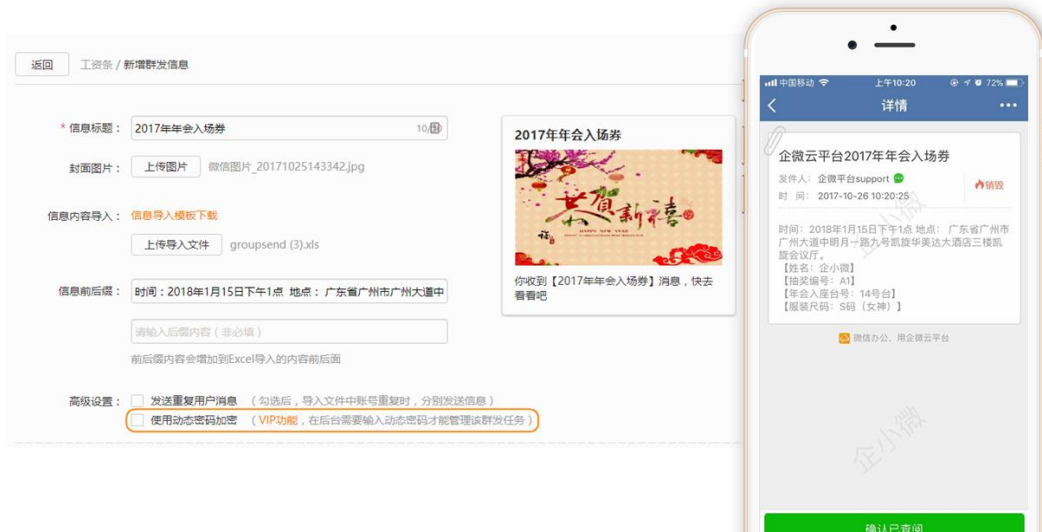 返回
工资条 / 新增群发信息
* 信息标题：
2017年年会入场券
封面图片：
上传图片
微信图片_20171025143342.jpg
信息内容导入：
信息导入模板下载
上传导入文件
groupsend (3).xls
信息前后缀：
时间：2018年1月15日下午1点 地点： 广东省广州市广州大道中
请输入后缀内容（非必填）
前后缀内容会增加到Excel导入的内容前后面
高级设置：
发送重复用户消息 （勾选后，导入文件中账号重复时，分别发送信息）
使用动态密码加密 （VIP功能，在后台需要输入动态密码才能管理该群发任务）
2017年年会入场券
恭贺新禧
HAPPY NEW YEAR
你收到【2017年年会入场券】消息，快去
看看吧
中国移动
上午10:20
72%
详情
企微云平台2017年年会入场券
发件人： 企微平台support
时 间： 2017-10-26 10:20:25
销毁
时间：2018年1月15日下午1点 地点： 广东省广州市
广州大道中明月一路九号凯旋华美达大酒店三楼凯
旋会议厅。
【姓名：企小微】
【抽奖编号：A1】
【年会入座台号：14号台】
【服装尺码：S码（女神）】
微信办公，用企微云平台
企小微
企小微
确认已查阅